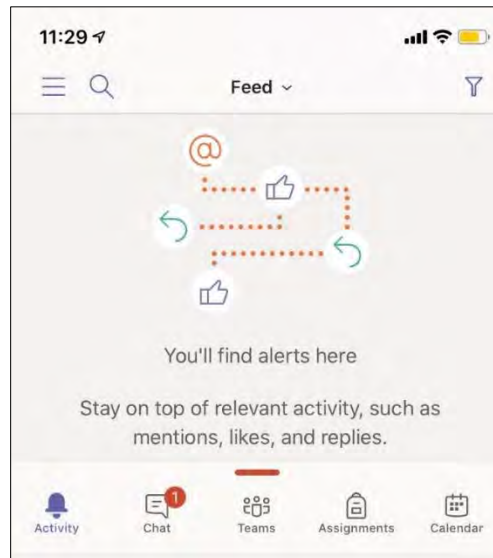 11:29
Feed
@
You'll find alerts here
Stay on top of relevant activity, such as
mentions, likes, and replies.
1
Activity
Chat
Teams
Assignments
Calendar